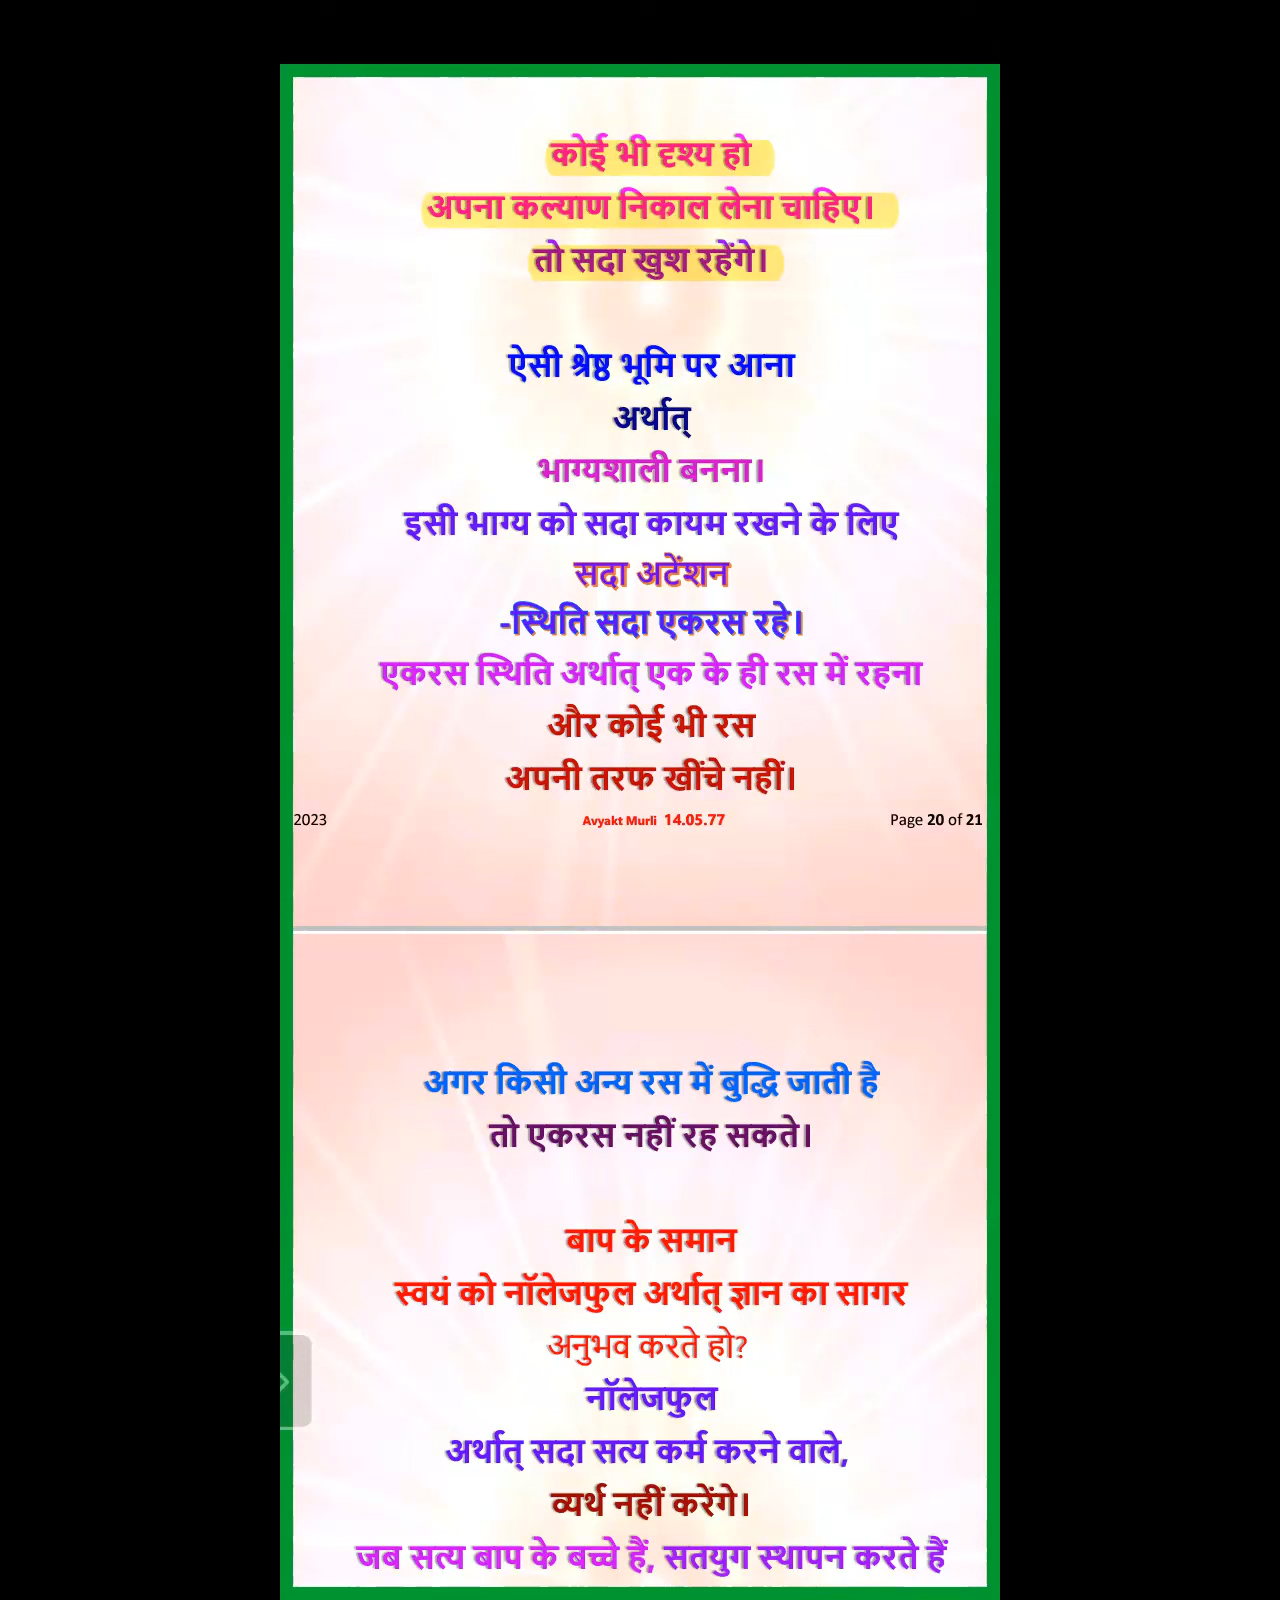 कोई भी दृश्य हो
अपना कल्याण निकाल लेना चाहिए।
तो सदा खुश रहेंगे।
ऐसी श्रेष्ठ भूमि पर आना
अर्थात्
भाग्यशाली बनना।
इसी भाग्य को सदा कायम रखने के लिए
सदा अटेंशन
-स्थिति सदा एकरस रहे।
एकरस स्थिति अर्थात् एक के ही रस में रहना
और कोई भी रस
अपनी तरफ खींचे नहीं।
2023 Avyakt Murli 14.05.77 Page 20 of 21
अगर किसी अन्य रस में बुद्धि जाती है
तो एकरस नहीं रह सकते।
बाप के समान
स्वयं को नॉलेजफुल अर्थात् ज्ञान का सागर
अनुभव करते हो?
नॉलेजफुल
अर्थात् सदा सत्य कर्म करने वाले,
व्यर्थ नहीं करेंगे।
जब सत्य बाप के बच्चे हैं, सतयुग स्थापन करते हैं